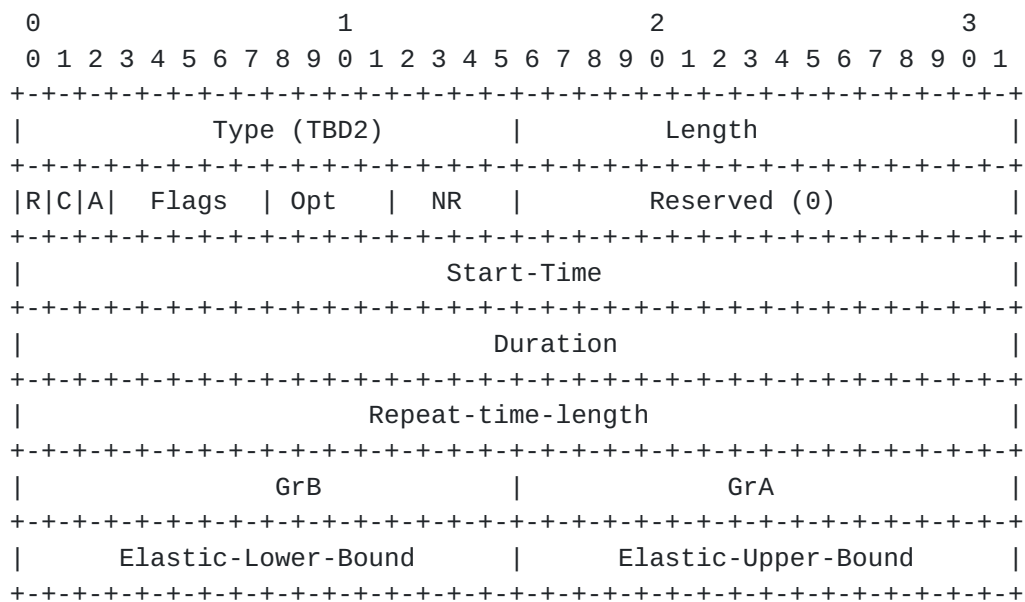 0                   1                   2                   3
 0 1 2 3 4 5 6 7 8 9 0 1 2 3 4 5 6 7 8 9 0 1 2 3 4 5 6 7 8 9 0 1
+-+-+-+-+-+-+-+-+-+-+-+-+-+-+-+-+-+-+-+-+-+-+-+-+-+-+-+-+-+-+-+-+
|            Type (TBD2)        |         Length                |
+-+-+-+-+-+-+-+-+-+-+-+-+-+-+-+-+-+-+-+-+-+-+-+-+-+-+-+-+-+-+-+-+
|R|C|A|  Flags  | Opt   |  NR   |        Reserved (0)           |
+-+-+-+-+-+-+-+-+-+-+-+-+-+-+-+-+-+-+-+-+-+-+-+-+-+-+-+-+-+-+-+-+
|                           Start-Time                          |
+-+-+-+-+-+-+-+-+-+-+-+-+-+-+-+-+-+-+-+-+-+-+-+-+-+-+-+-+-+-+-+-+
|                              Duration                         |
+-+-+-+-+-+-+-+-+-+-+-+-+-+-+-+-+-+-+-+-+-+-+-+-+-+-+-+-+-+-+-+-+
|                      Repeat-time-length                       |
+-+-+-+-+-+-+-+-+-+-+-+-+-+-+-+-+-+-+-+-+-+-+-+-+-+-+-+-+-+-+-+-+
|                GrB            |             GrA               |
+-+-+-+-+-+-+-+-+-+-+-+-+-+-+-+-+-+-+-+-+-+-+-+-+-+-+-+-+-+-+-+-+
|      Elastic-Lower-Bound      |      Elastic-Upper-Bound      |
+-+-+-+-+-+-+-+-+-+-+-+-+-+-+-+-+-+-+-+-+-+-+-+-+-+-+-+-+-+-+-+-+